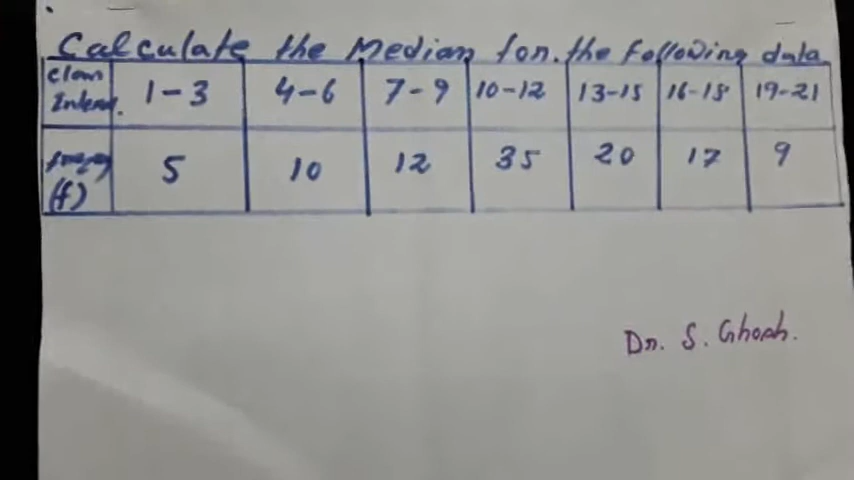 Calculate the Median for. the following data
Class Interval. 1-3 4-6 7-9 10-12 13-15 16-18 19-21
(f) 5 10 12 35 20 17 9
Dr. S. Ghosh.